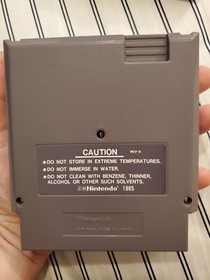 CAUTION
REV-A
●DO NOT STORE IN EXTREME TEMPERATURES.
●DO NOT IMMERSE IN WATER.
●DO NOT CLEAN WITH BENZENE, THINNER,
ALCOHOL OR OTHER SUCH SOLVENTS.
©®Nintendo® 1985